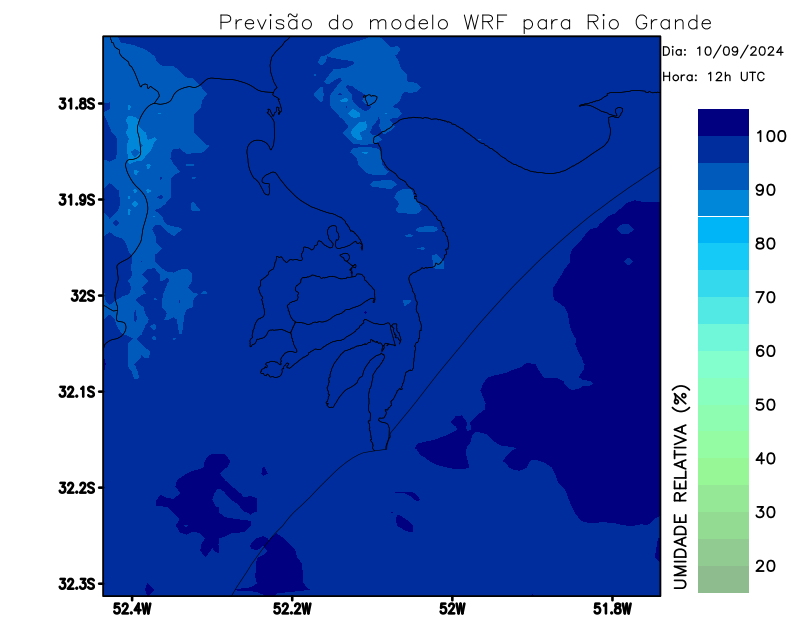 Previsão do modelo WRF para Rio Grande
Dia: 10/09/2024
Hora: 12h UTC
31.8S
31.9S
32S
32.1S
32.2S
32.3S
52.4W
52.2W
52W
51.8W
100
90
80
70
60
50
40
30
20
UMIDADE RELATIVA (%)